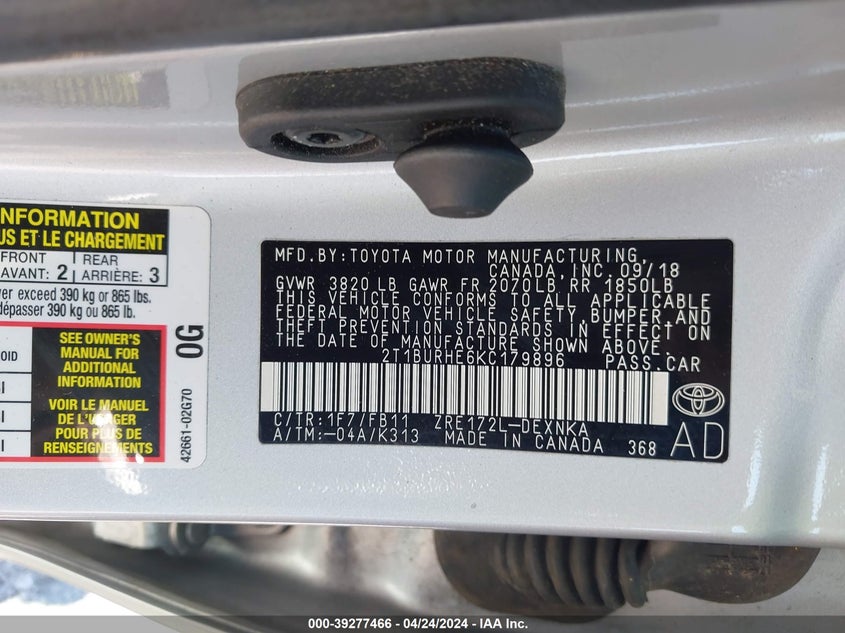 INFORMATION
US ET LE CHARGEMENT
FRONT
AVANT: 2
REAR
ARRIÈRE: 3
ver exceed 390 kg or 865 lbs.
dépasser 390 kg ou 865 lb.
OID
SEE OWNER'S
MANUAL FOR
ADDITIONAL
INFORMATION
VOIR LE MANUEL
DE L'USAGER
POUR PLUS DE
RENSEIGNEMENTS
0G
42661-02G70
MFD.BY:TOYOTA MOTOR MANUFACTURING,
CANADA, INC. 09/18
GVWR 3820LB GAWR FR 2070LB, RR 1850LB
THIS VEHICLE CONFORMS TO ALL APPLICABLE
FEDERAL MOTOR VEHICLE SAFETY, BUMPER, AND
THEFT PREVENTION STANDARDS IN EFFECT ON
THE DATE OF MANUFACTURE SHOWN ABOVE.
2T1BURHE6KC179896 PASS.CAR
C/TR:1F7/FB11 ZRE172L-DEXNKA
A/TM:-04A/K313 MADE IN CANADA 368
AD
000-39277466 - 04/24/2024 - IAA Inc.